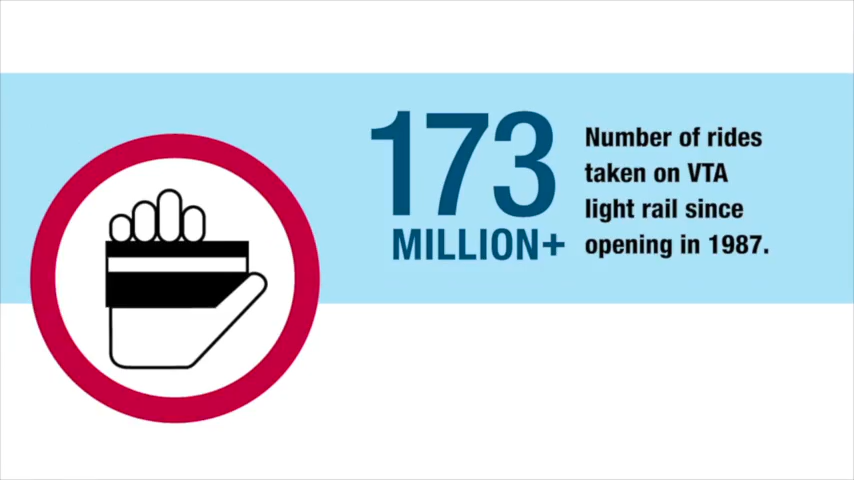 173
MILLION+
Number of rides
taken on VTA
light rail since
opening in 1987.